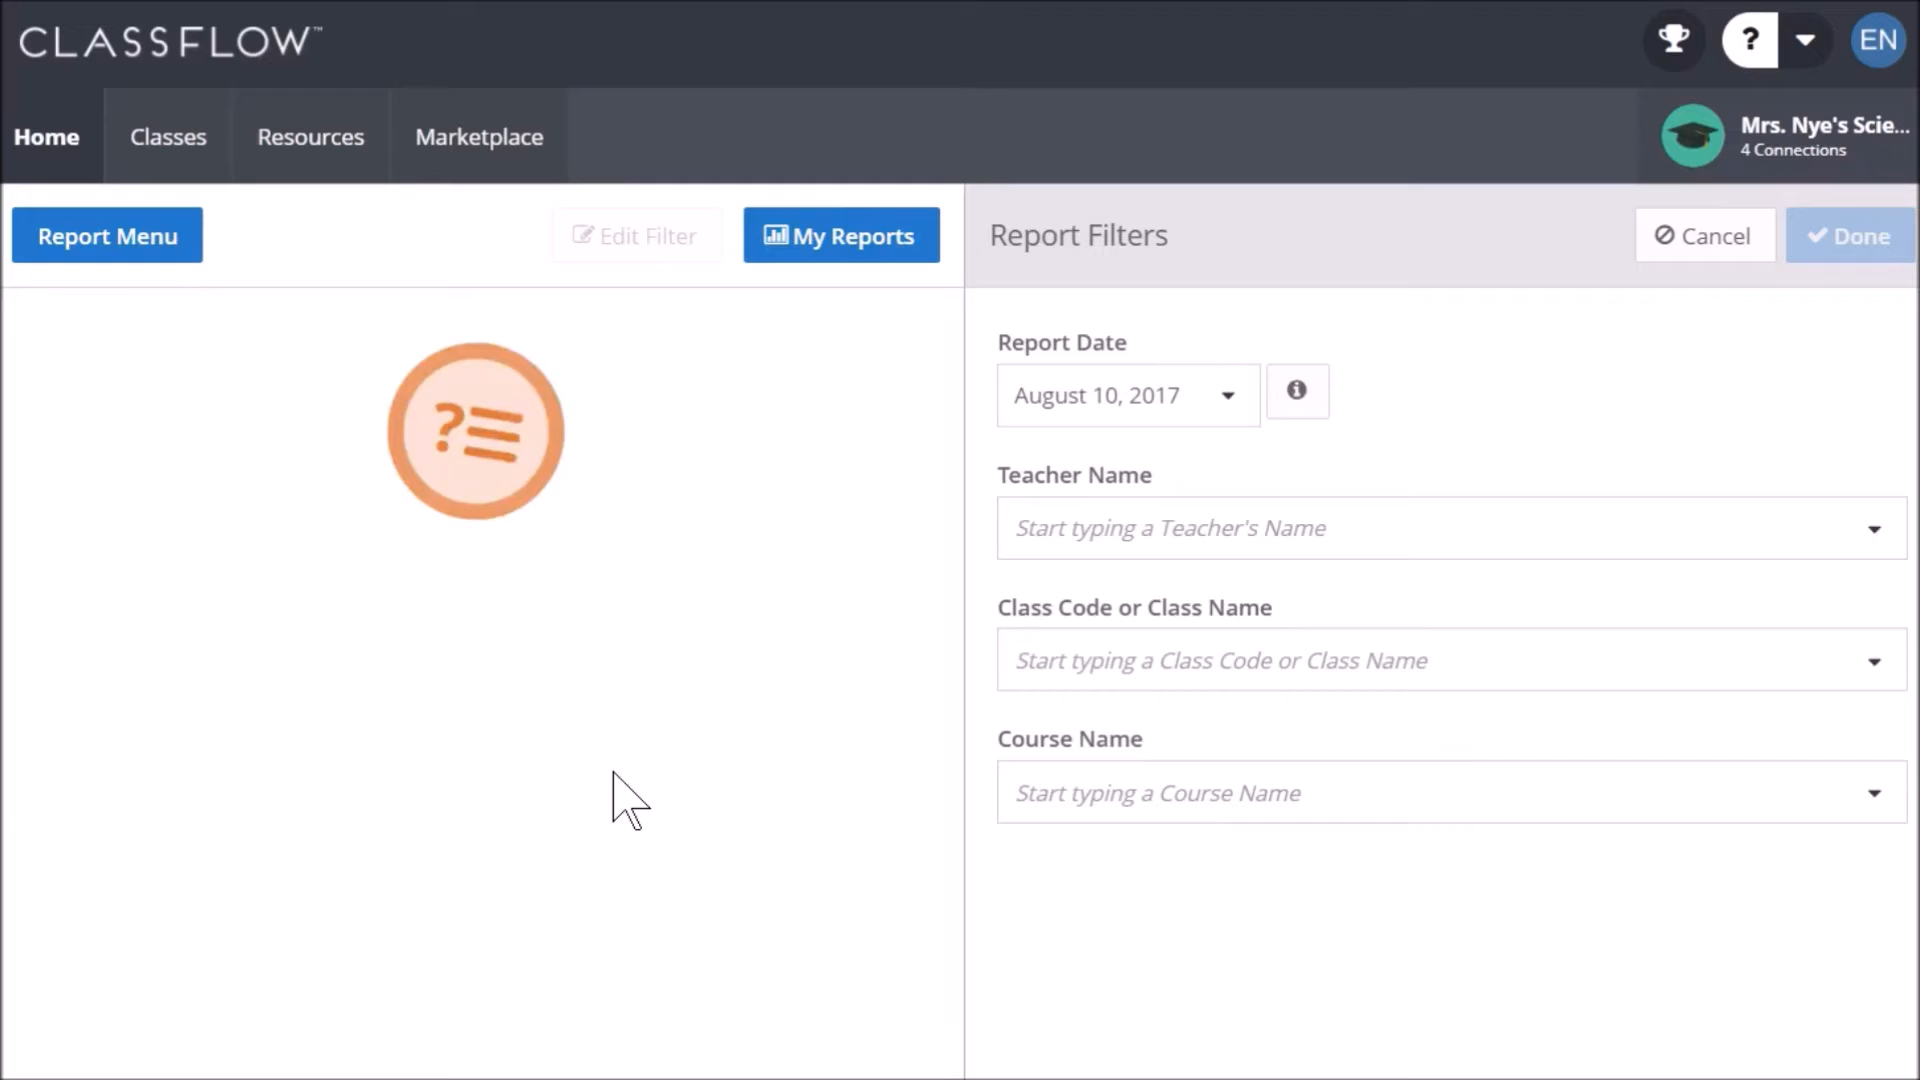 CLASSFLOW™
?
EN
Home
Classes
Resources
Marketplace
Mrs. Nye's Scie...
4 Connections
Report Menu
Edit Filter
My Reports
Report Filters
Cancel
Done
?
Report Date
August 10, 2017
Teacher Name
Start typing a Teacher's Name
Class Code or Class Name
Start typing a Class Code or Class Name
Course Name
Start typing a Course Name